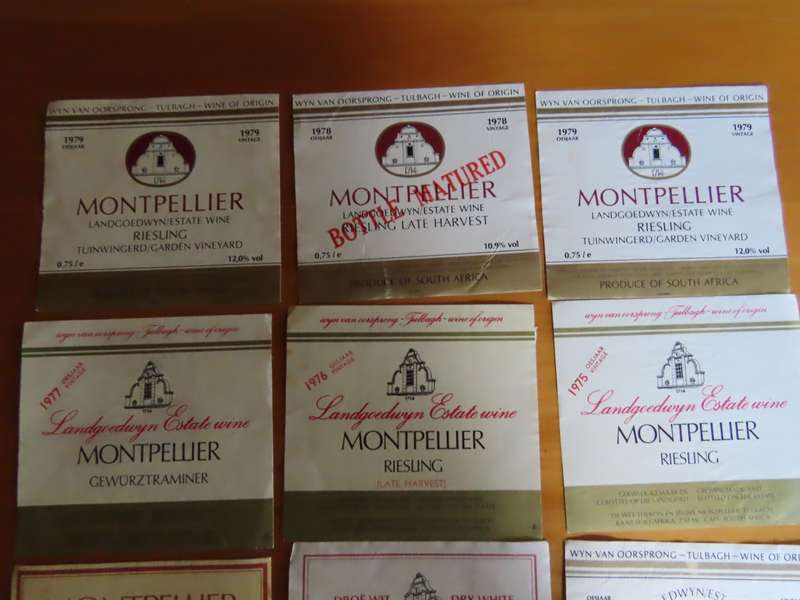 WYN VAN OORSPRONG – TULBAGH – WINE OF ORIGIN
1979 1979
OESJAAR VINTAGE
1714
MONTPELLIER
LANDGOEDWYN/ESTATE WINE
RIESLING
TUINWINGERD/GARDEN VINEYARD
0,75 l e 12,0% vol
WYN VAN OORSPRONG – TULBAGH – WINE OF ORIGIN
1978 1978
OESJAAR VINTAGE
1714
MONTPELLIER
BOTTLE MATURED
LANDGOEDWYN/ESTATE WINE
RIESLING LATE HARVEST
0,75 l e 10.9% vol
PRODUCE OF SOUTH AFRICA
WYN VAN OORSPRONG – TULBAGH – WINE OF ORIGIN
1979 1979
OESJAAR VINTAGE
1714
MONTPELLIER
LANDGOEDWYN/ESTATE WINE
RIESLING
TUINWINGERD/GARDEN VINEYARD
0,75 l e 12,0% vol
PRODUCE OF SOUTH AFRICA
wyn van oorsprong - Tulbagh - wine of origin
1977 OESJAAR
VINTAGE
1714
Landgoedwyn Estate wine
MONTPELLIER
GEWÜRZTRAMINER
wyn van oorsprong - Tulbagh - wine of origin
1976 OESJAAR
VINTAGE
1714
Landgoedwyn Estate wine
MONTPELLIER
RIESLING
(LATE HARVEST)
wyn van oorsprong - Tulbagh - wine of origin
1975 OESJAAR
VINTAGE
1714
Landgoedwyn Estate wine
MONTPELLIER
RIESLING
MONTPELLIER
DROË WIT DRY WHITE
WYN VAN OORSPRONG – TULBAGH – WINE OF ORIGIN
OESJAAR